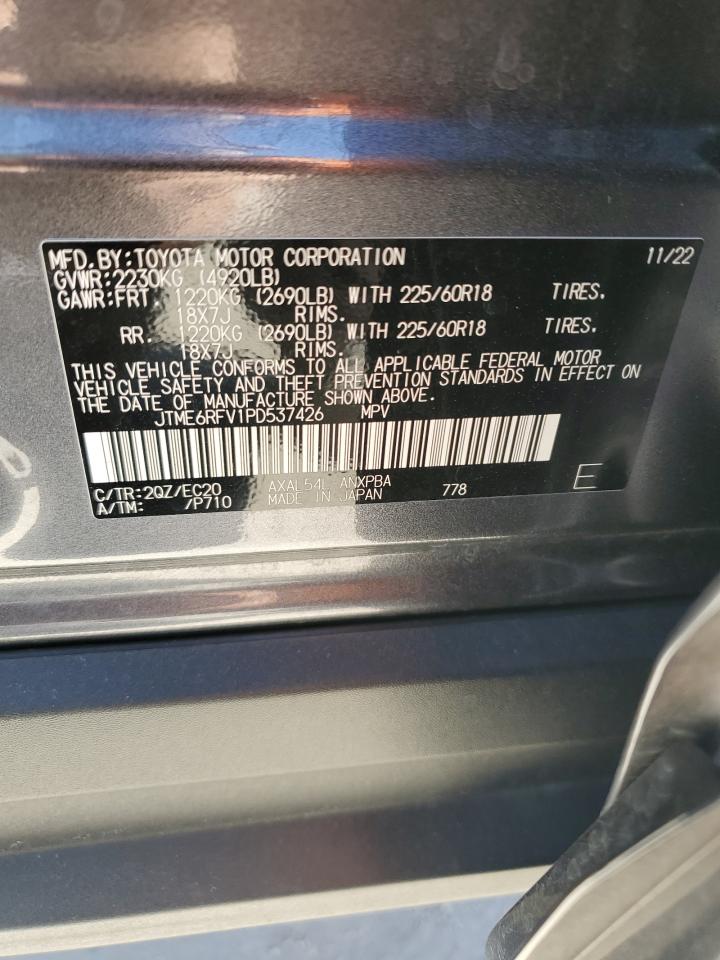 MFD. BY: TOYOTA MOTOR CORPORATION 11/22
GVWR: 2230KG (4920LB)
GAWR: FRT. 1220KG (2690LB) WITH 225/60R18 TIRES.
18X7J RIMS.
RR. 1220KG (2690LB) WITH 225/60R18 TIRES.
18X7J RIMS.
THIS VEHICLE CONFORMS TO ALL APPLICABLE FEDERAL MOTOR
VEHICLE SAFETY AND THEFT PREVENTION STANDARDS IN EFFECT ON
THE DATE OF MANUFACTURE SHOWN ABOVE.
JTME6RFV1PD537426 MPV
C/TR: 2QZ/EC20 AXAL54L ANXPBA 778 E
A/TM: /P710 MADE IN JAPAN